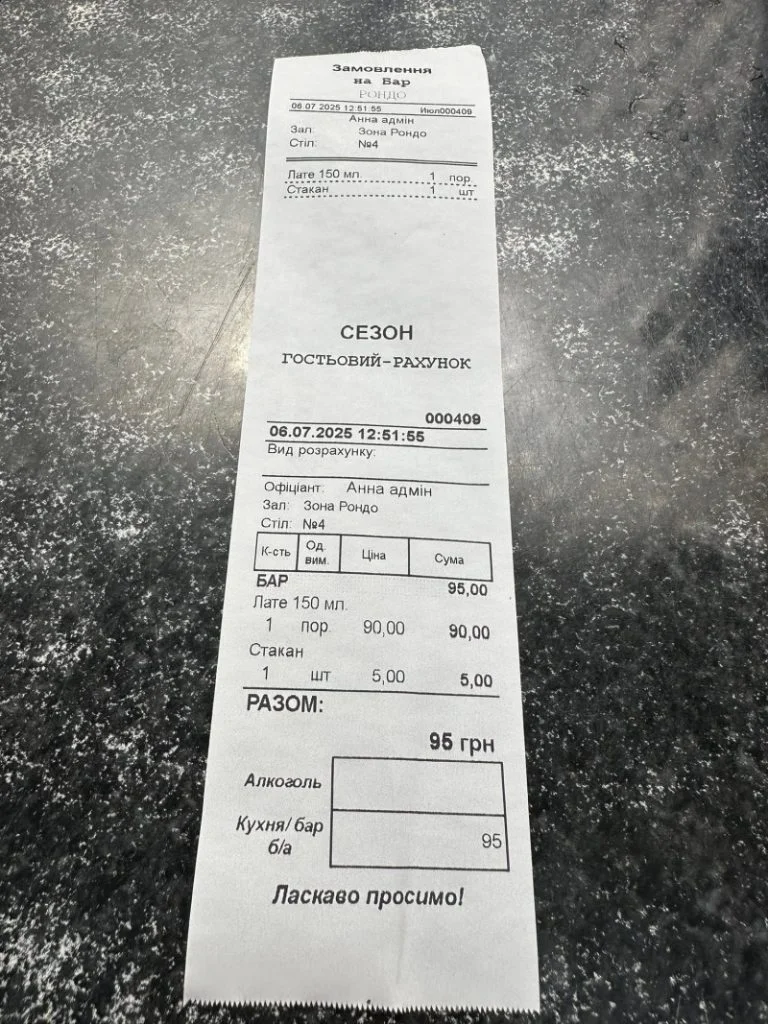 Замовлення
на Бар
РОНДО
06.07.2025 12:51:55 Июл000409
Анна адмін
Зал: Зона Рондо
Стіл: №4
Лате 150 мл. 1 пор.
Стакан 1 шт
СЕЗОН
ГОСТЬОВИЙ-РАХУНОК
000409
06.07.2025 12:51:55
Вид розрахунку:
Офіціант: Анна адмін
Зал: Зона Рондо
Стіл: №4
К-сть Од. вим. Ціна Сума
БАР 95,00
Лате 150 мл.
1 пор. 90,00 90,00
Стакан
1 шт 5,00 5,00
РАЗОМ:
95 грн
Алкоголь
Кухня/бар 95
б/а
Ласкаво просимо!